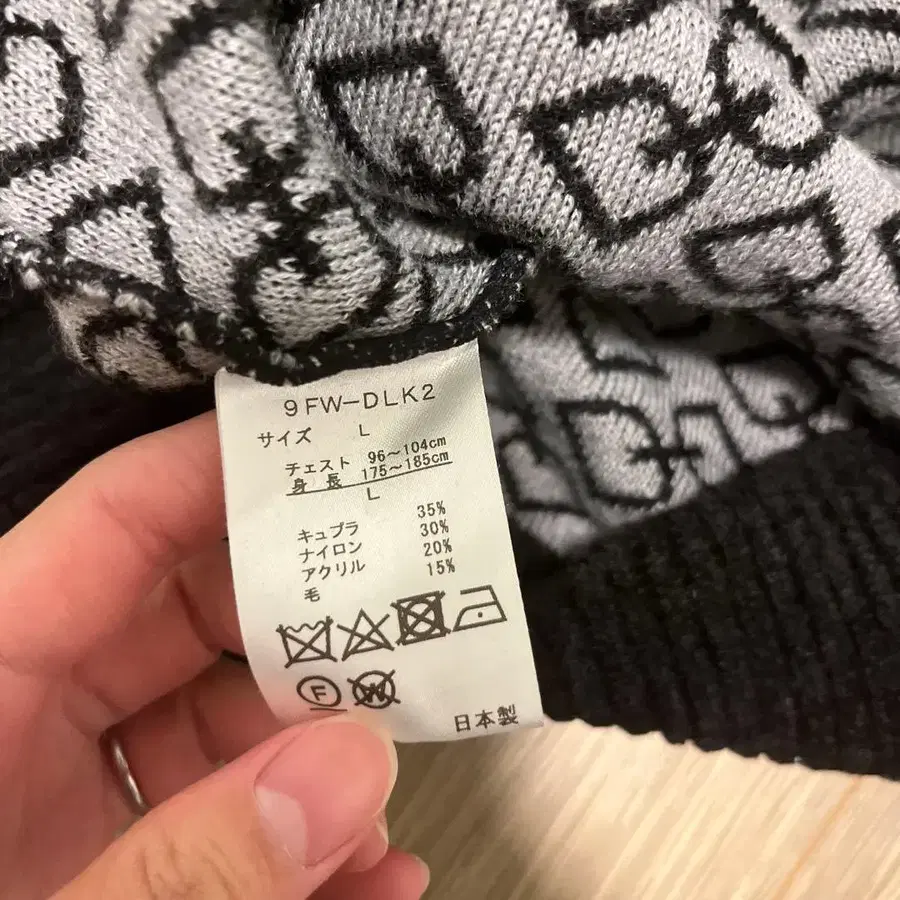 9FW-DLK2
サイズ L
チェスト 96~104cm
身 長 175~185cm
L
キュプラ 35%
ナイロン 30%
アクリル 20%
毛 15%
F
W
日本製